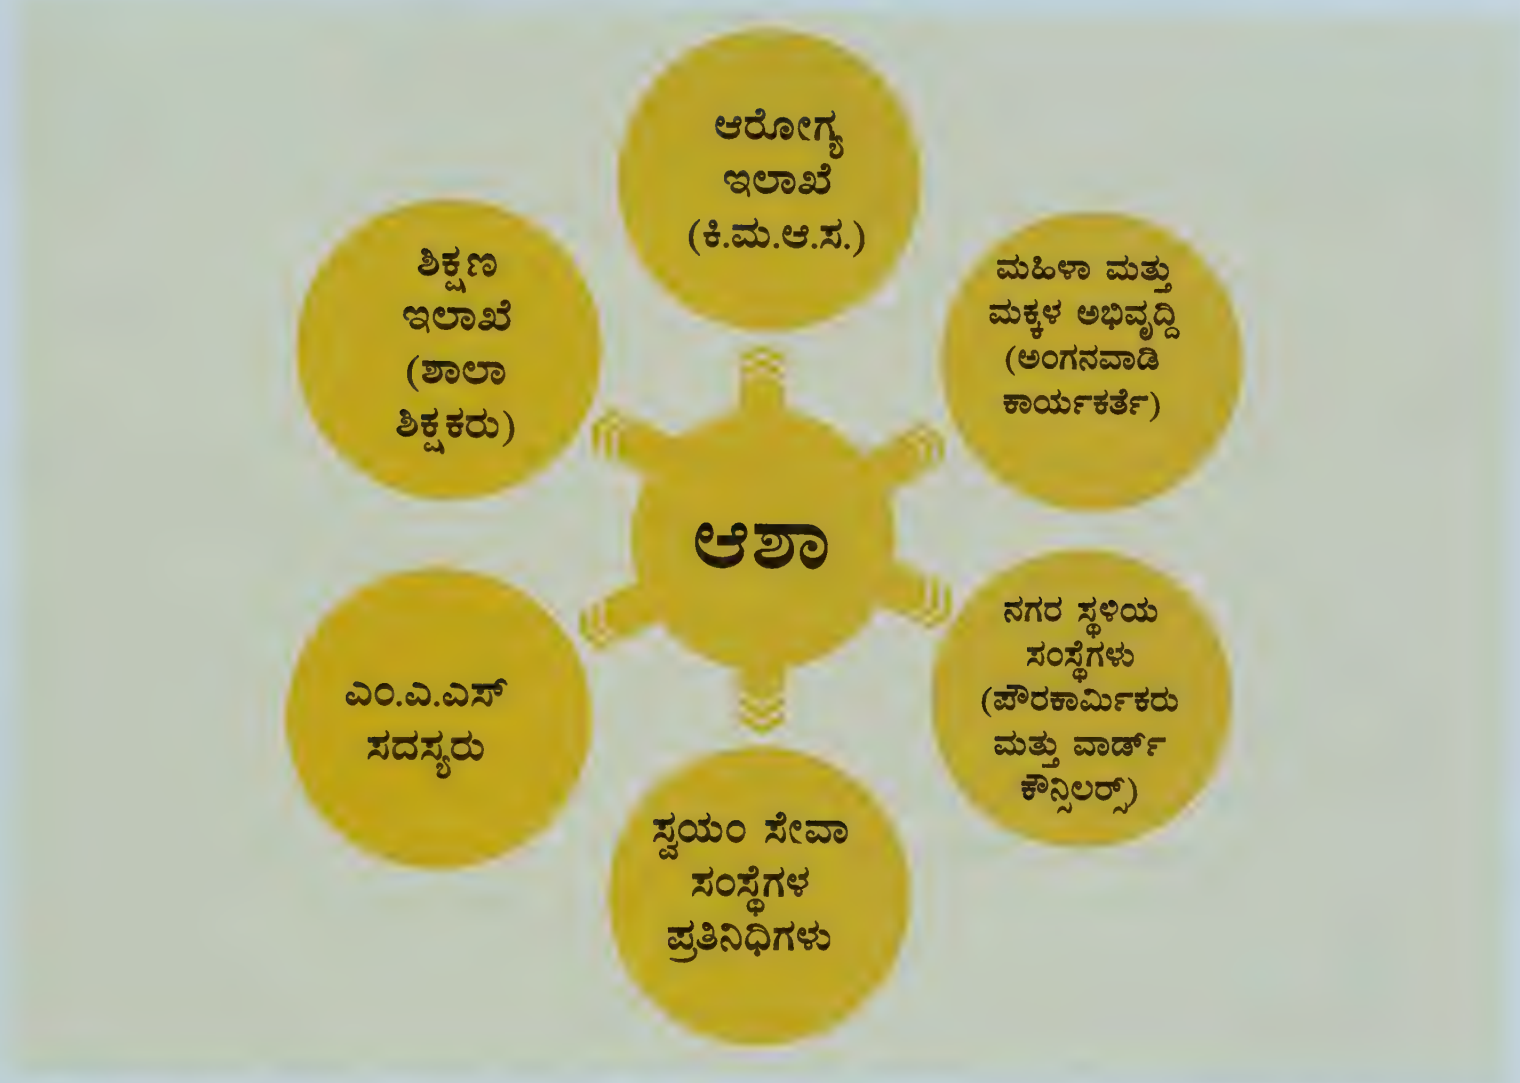 ಆರೋಗ್ಯ
ಇಲಾಖೆ
(ಕಿ.ಮ.ಆ.ಸ.)
ಮಹಿಳಾ ಮತ್ತು
ಮಕ್ಕಳ ಅಭಿವೃದ್ಧಿ
(ಅಂಗನವಾಡಿ
ಕಾರ್ಯಕರ್ತೆ)
ನಗರ ಸ್ಥಳಿಯ
ಸಂಸ್ಥೆಗಳು
(ಪೌರಕಾರ್ಮಿಕರು
ಮತ್ತು ವಾರ್ಡ್
ಕೌನ್ಸಿಲರ್ಸ್)
ಸ್ವಯಂ ಸೇವಾ
ಸಂಸ್ಥೆಗಳ
ಪ್ರತಿನಿಧಿಗಳು
ಎಂ.ಎ.ಎಸ್
ಸದಸ್ಯರು
ಶಿಕ್ಷಣ
ಇಲಾಖೆ
(ಶಾಲಾ
ಶಿಕ್ಷಕರು)
ಆಶಾ